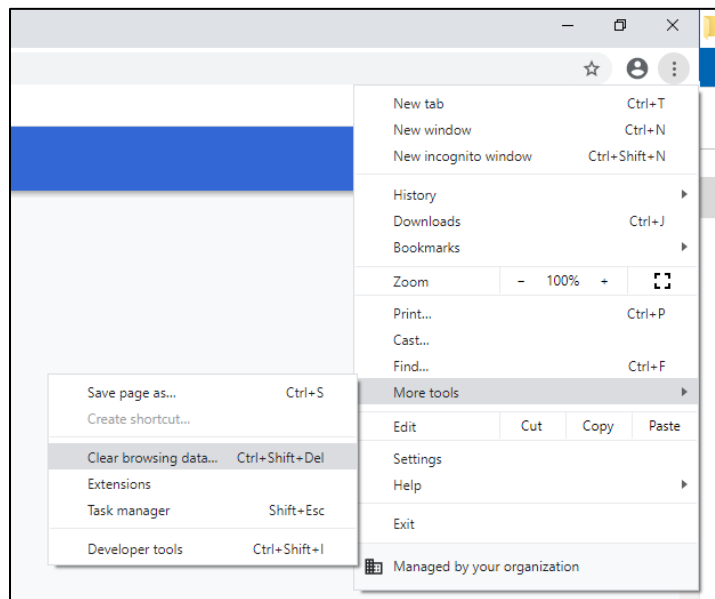 New tab Ctrl+T
New window Ctrl+N
New incognito window Ctrl+Shift+N
History
Downloads Ctrl+J
Bookmarks
Zoom - 100% +
Print... Ctrl+P
Cast...
Find... Ctrl+F
More tools
Edit Cut Copy Paste
Settings
Help
Exit
Managed by your organization
Save page as... Ctrl+S
Create shortcut...
Clear browsing data... Ctrl+Shift+Del
Extensions
Task manager Shift+Esc
Developer tools Ctrl+Shift+I